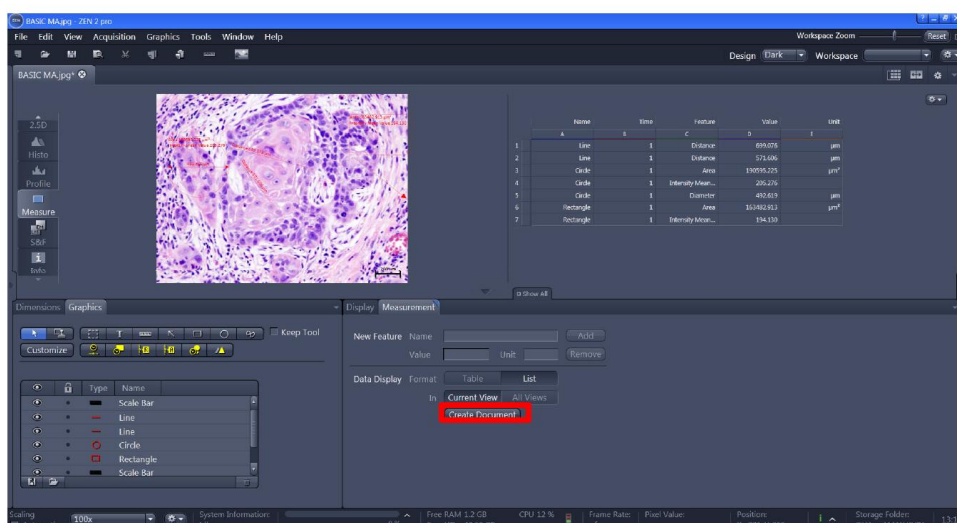 BASIC MA.jpg - ZEN 2 pro
File Edit View Acquisition Graphics Tools Window Help
Workspace Zoom Reset
Design Dark Workspace
BASIC MA.jpg*
2.5D
Histo
Profile
Measure
S&F
Info
Name Time Feature Value Unit
A B C D E
1 Line 1 Distance 699.076 µm
2 Line 1 Distance 571.606 µm
3 Circle 1 Area 190595.225 µm²
4 Circle 1 Intensity Mean... 205.276
5 Circle 1 Diameter 492.619 µm
6 Rectangle 1 Area 153482.813 µm²
7 Rectangle 1 Intensity Mean... 194.130
Show All
Dimensions Graphics
Keep Tool
Customize
Type Name
Scale Bar
Line
Line
Circle
Rectangle
Scale Bar
Display Measurement
New Feature Name Add
Value Unit Remove
Data Display Format Table List
In Current View All Views
Create Document
Scaling 100x System Information: Free RAM 1.2 GB CPU 12 % Frame Rate: Pixel Value: Position: Storage Folder: